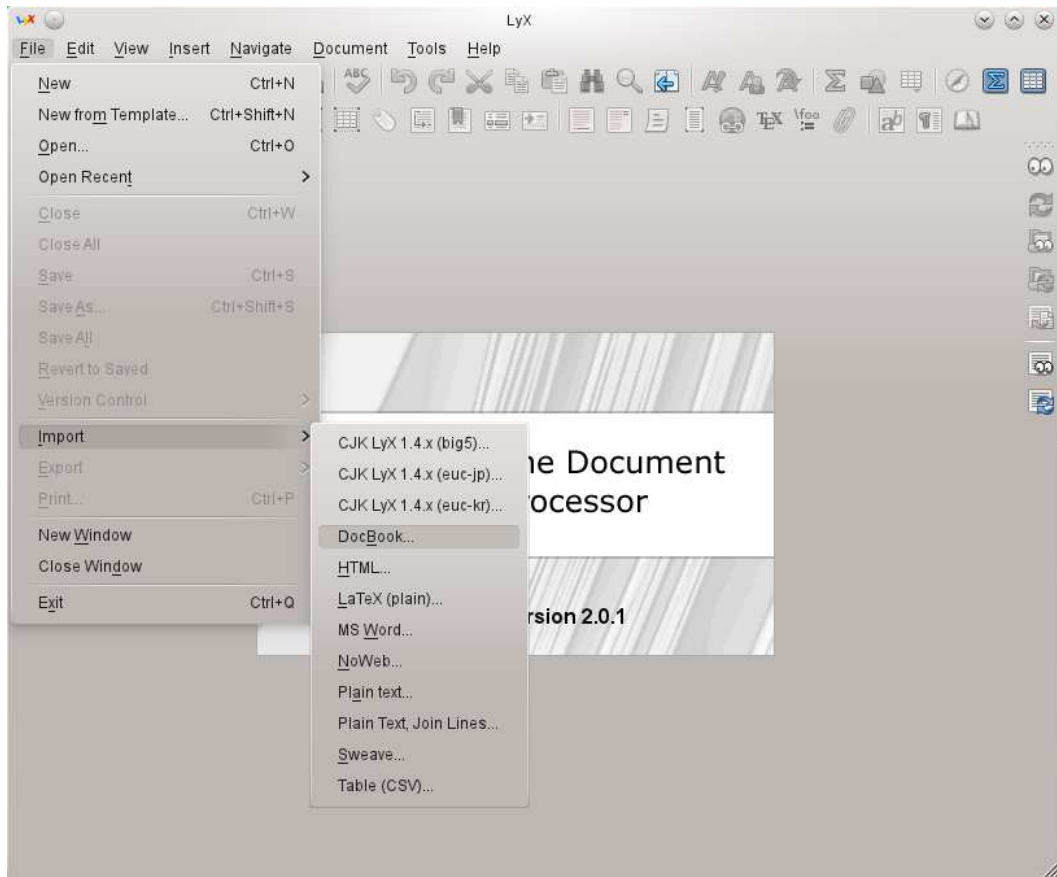 LyX
File Edit View Insert Navigate Document Tools Help
New Ctrl+N
New from Template... Ctrl+Shift+N
Open... Ctrl+O
Open Recent
Close Ctrl+W
Close All
Save Ctrl+S
Save As... Ctrl+Shift+S
Save All
Revert to Saved
Version Control
Import
Export
Print... Ctrl+P
New Window
Close Window
Exit Ctrl+Q
CJK LyX 1.4.x (big5)...
CJK LyX 1.4.x (euc-jp)...
CJK LyX 1.4.x (euc-kr)...
DocBook...
HTML...
LaTeX (plain)...
MS Word...
NoWeb...
Plain text...
Plain Text, Join Lines...
Sweave...
Table (CSV)...
ABC
TEX \foo := ab
Document
2.0.1